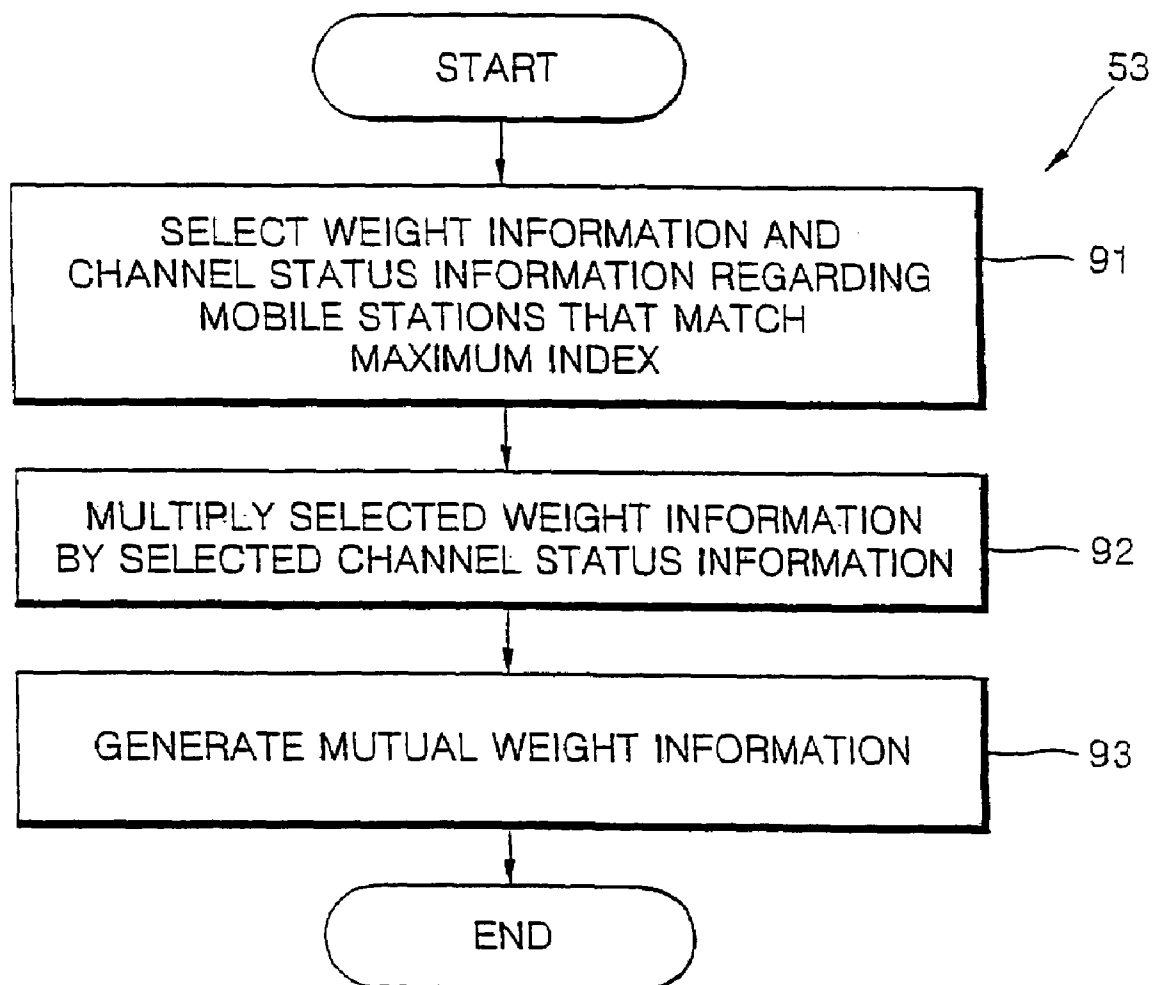 START
53
SELECT WEIGHT INFORMATION AND
CHANNEL STATUS INFORMATION REGARDING
MOBILE STATIONS THAT MATCH
MAXIMUM INDEX
91
MULTIPLY SELECTED WEIGHT INFORMATION
BY SELECTED CHANNEL STATUS INFORMATION
92
GENERATE MUTUAL WEIGHT INFORMATION
93
END